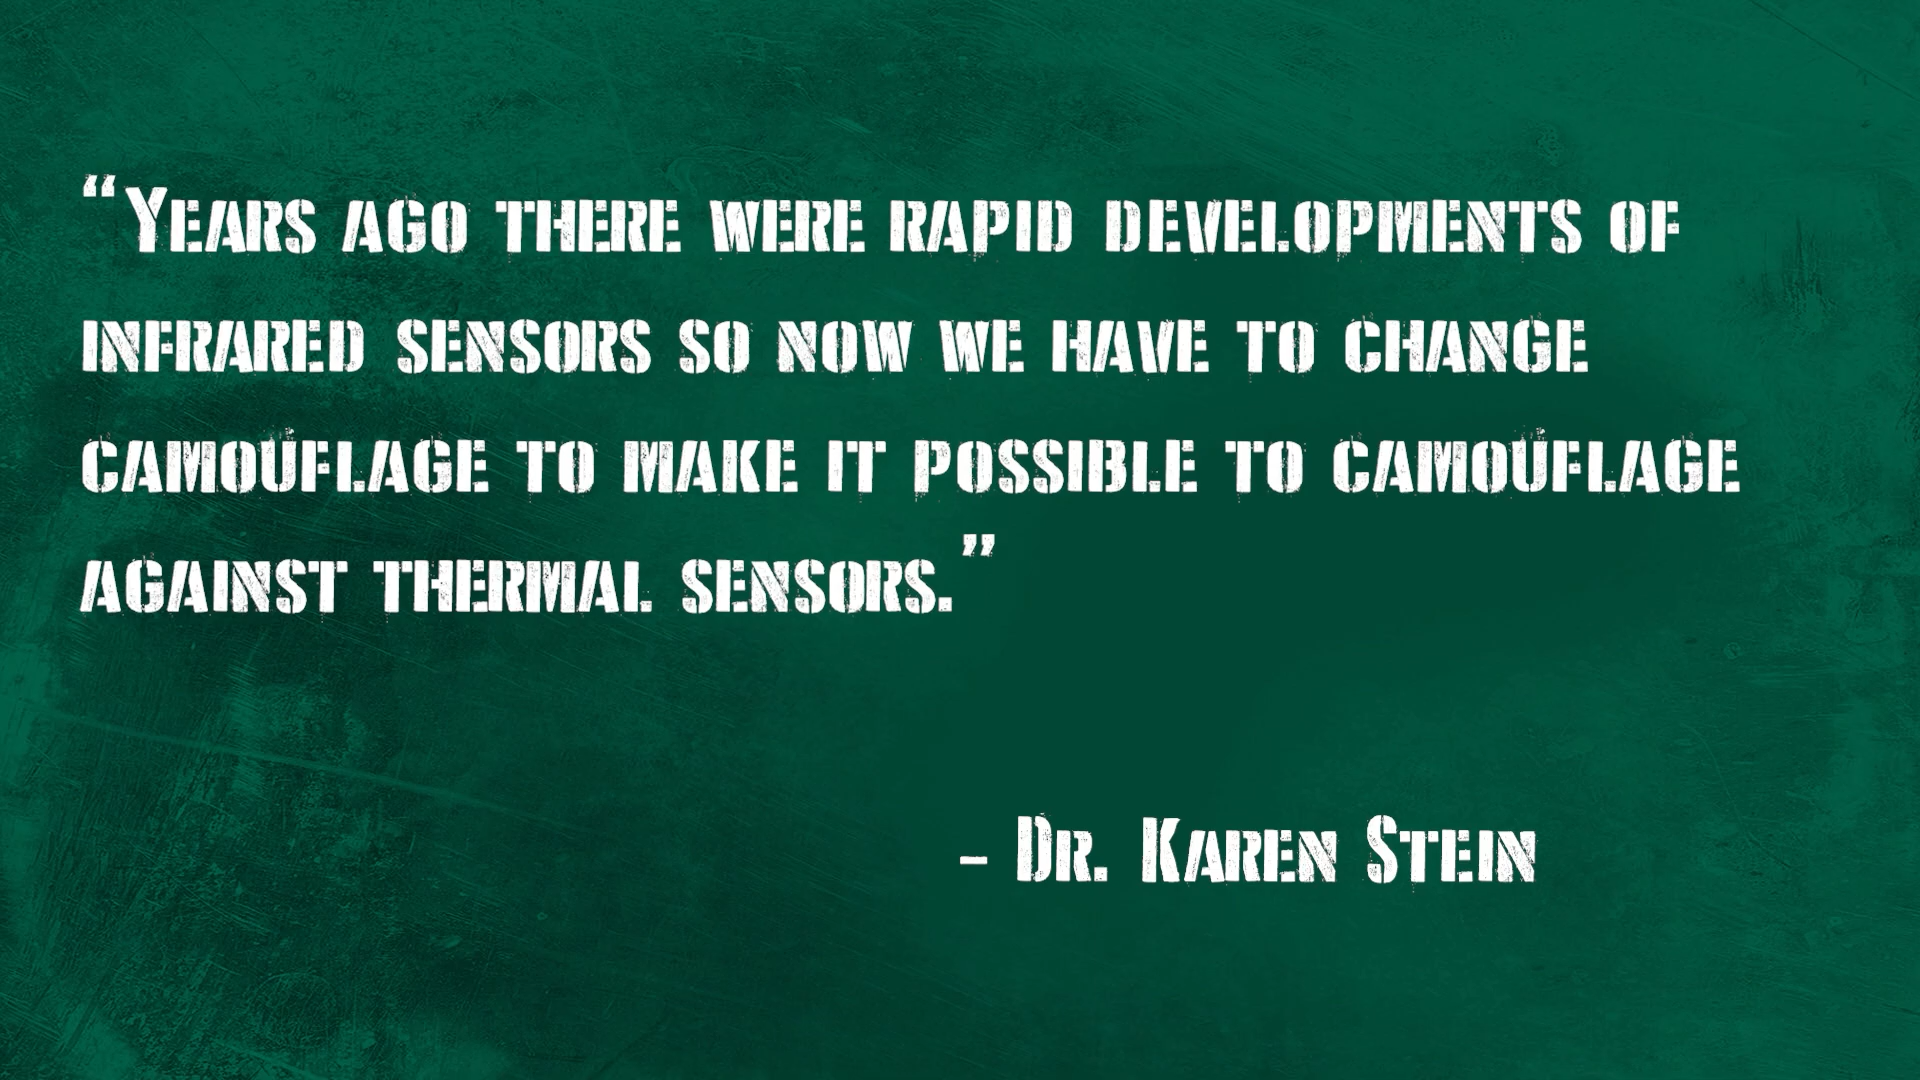 “Years ago there were rapid developments of
infrared sensors so now we have to change
camouflage to make it possible to camouflage
against thermal sensors.”
– Dr. Karen Stein